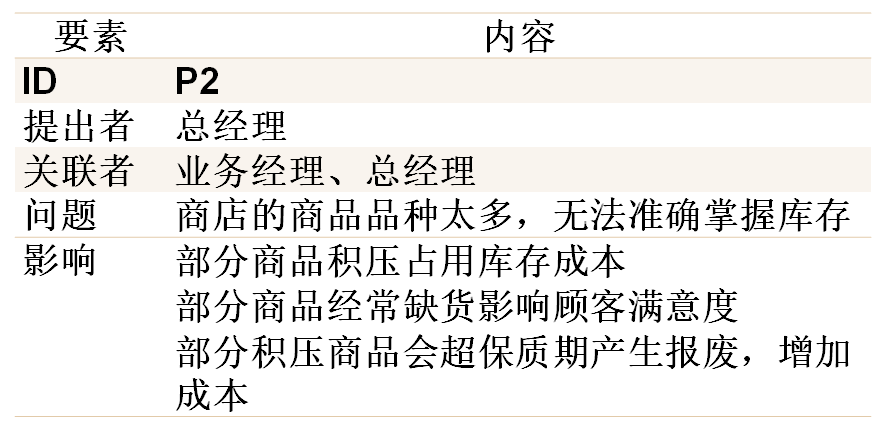 要素 内容
ID P2
提出者 总经理
关联者 业务经理、总经理
问题 商店的商品品种太多，无法准确掌握库存
影响 部分商品积压占用库存成本
部分商品经常缺货影响顾客满意度
部分积压商品会超保质期产生报废，增加
成本